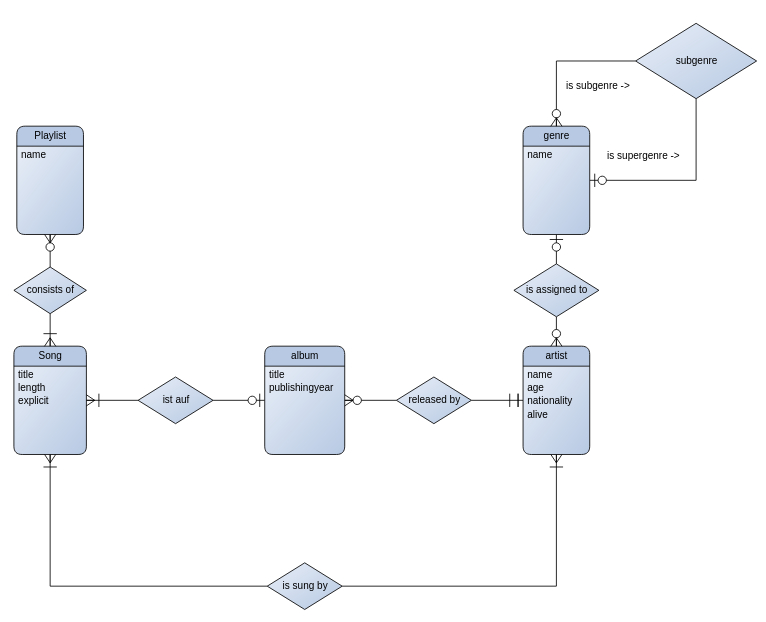 subgenre
is subgenre ->
Playlist
name
genre
name
is supergenre ->
consists of
is assigned to
Song
title
length
explicit
ist auf
album
title
publishingyear
released by
artist
name
age
nationality
alive
is sung by